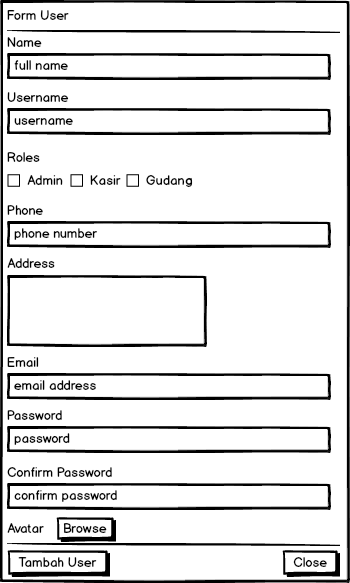 Form User
Name
full name
Username
username
Roles
Admin Kasir Gudang
Phone
phone number
Address
Email
email address
Password
password
Confirm Password
confirm password
Avatar Browse
Tambah User Close